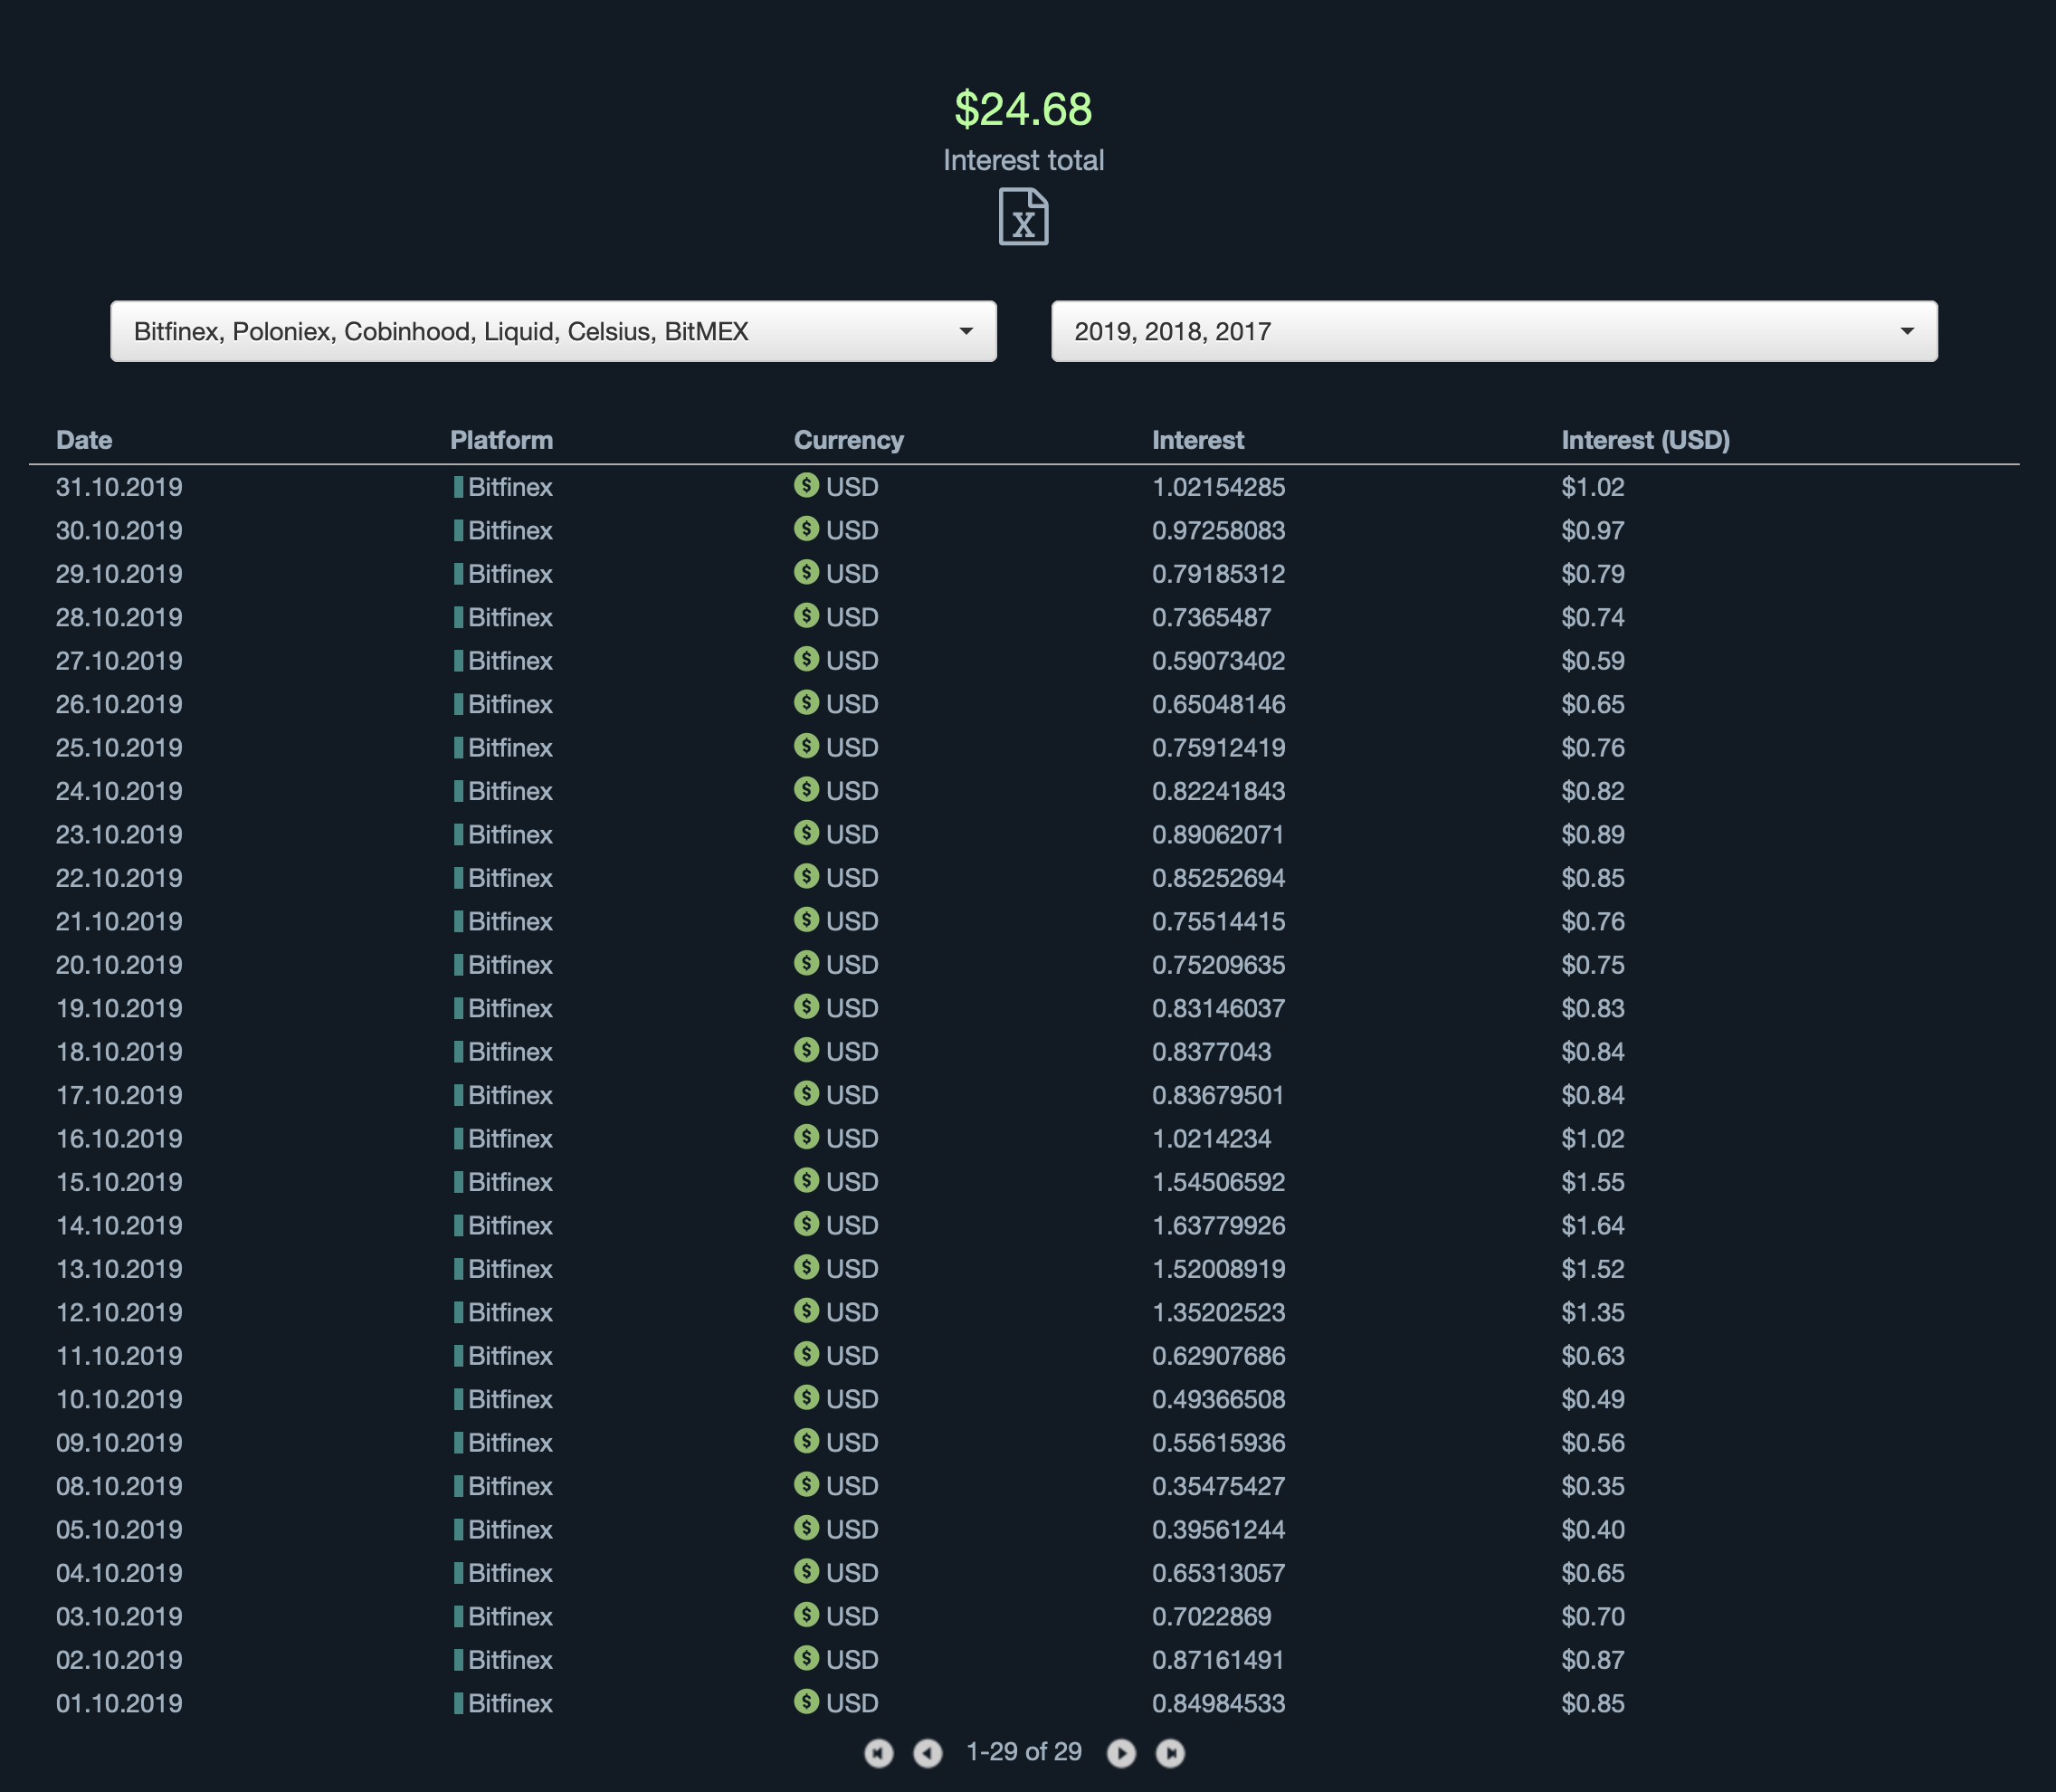 $24.68
Interest total
Bitfinex, Poloniex, Cobinhood, Liquid, Celsius, BitMEX 2019, 2018, 2017
Date Platform Currency Interest Interest (USD)
31.10.2019 Bitfinex USD 1.02154285 $1.02
30.10.2019 Bitfinex USD 0.97258083 $0.97
29.10.2019 Bitfinex USD 0.79185312 $0.79
28.10.2019 Bitfinex USD 0.7365487 $0.74
27.10.2019 Bitfinex USD 0.59073402 $0.59
26.10.2019 Bitfinex USD 0.65048146 $0.65
25.10.2019 Bitfinex USD 0.75912419 $0.76
24.10.2019 Bitfinex USD 0.82241843 $0.82
23.10.2019 Bitfinex USD 0.89062071 $0.89
22.10.2019 Bitfinex USD 0.85252694 $0.85
21.10.2019 Bitfinex USD 0.75514415 $0.76
20.10.2019 Bitfinex USD 0.75209635 $0.75
19.10.2019 Bitfinex USD 0.83146037 $0.83
18.10.2019 Bitfinex USD 0.8377043 $0.84
17.10.2019 Bitfinex USD 0.83679501 $0.84
16.10.2019 Bitfinex USD 1.0214234 $1.02
15.10.2019 Bitfinex USD 1.54506592 $1.55
14.10.2019 Bitfinex USD 1.63779926 $1.64
13.10.2019 Bitfinex USD 1.52008919 $1.52
12.10.2019 Bitfinex USD 1.35202523 $1.35
11.10.2019 Bitfinex USD 0.62907686 $0.63
10.10.2019 Bitfinex USD 0.49366508 $0.49
09.10.2019 Bitfinex USD 0.55615936 $0.56
08.10.2019 Bitfinex USD 0.35475427 $0.35
05.10.2019 Bitfinex USD 0.39561244 $0.40
04.10.2019 Bitfinex USD 0.65313057 $0.65
03.10.2019 Bitfinex USD 0.7022869 $0.70
02.10.2019 Bitfinex USD 0.87161491 $0.87
01.10.2019 Bitfinex USD 0.84984533 $0.85
1-29 of 29